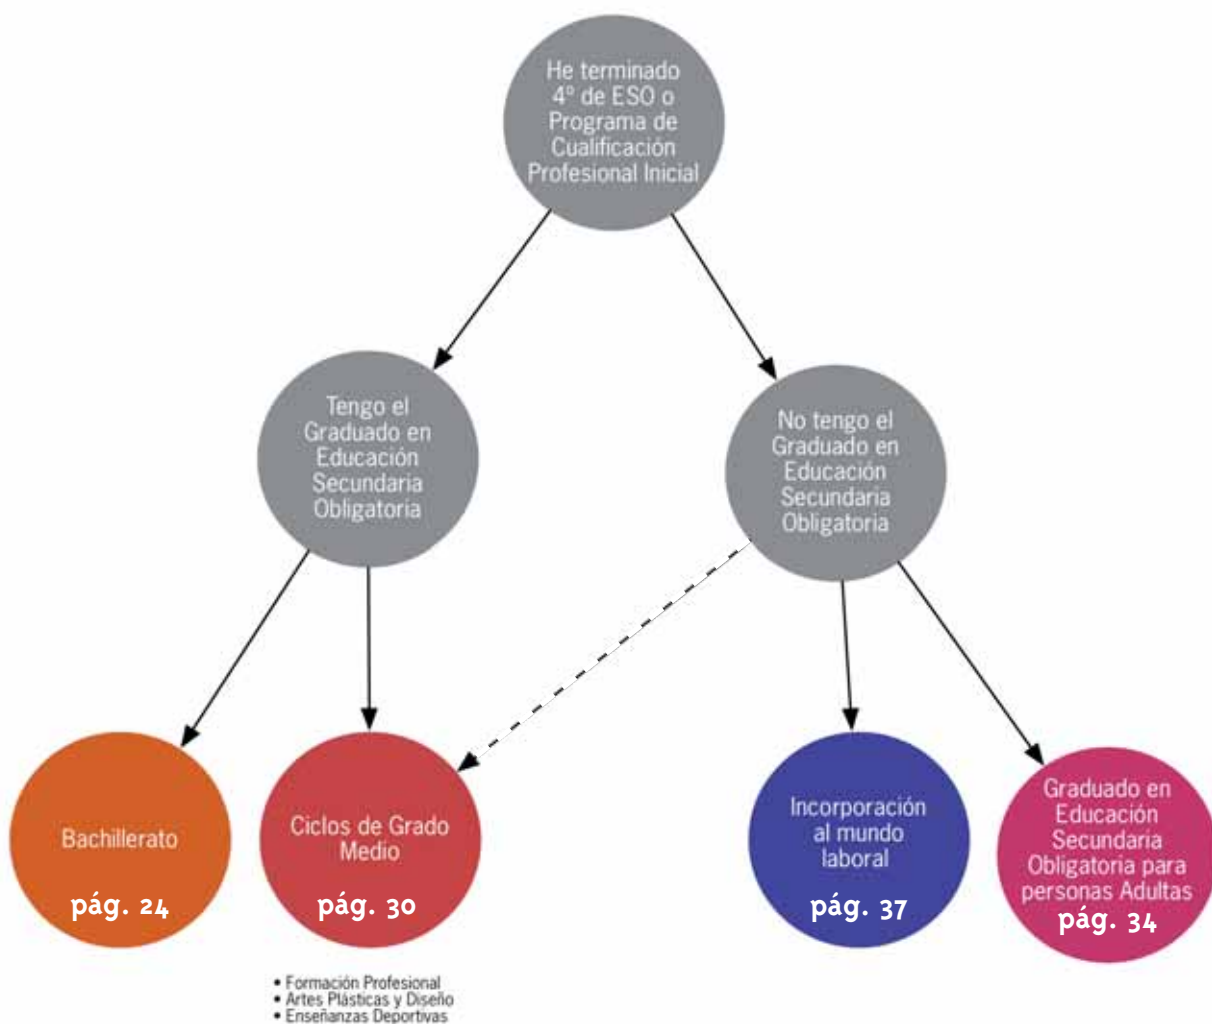 He terminado
4º de ESO o
Programa de
Cualificación
Profesional Inicial
Tengo el
Graduado en
Educación
Secundaria
Obligatoria
No tengo el
Graduado en
Educación
Secundaria
Obligatoria
Bachillerato
pág. 24
Ciclos de Grado
Medio
pág. 30
Incorporación
al mundo
laboral
pág. 37
Graduado en
Educación
Secundaria
Obligatoria para
personas Adultas
pág. 34
• Formación Profesional
• Artes Plásticas y Diseño
• Enseñanzas Deportivas